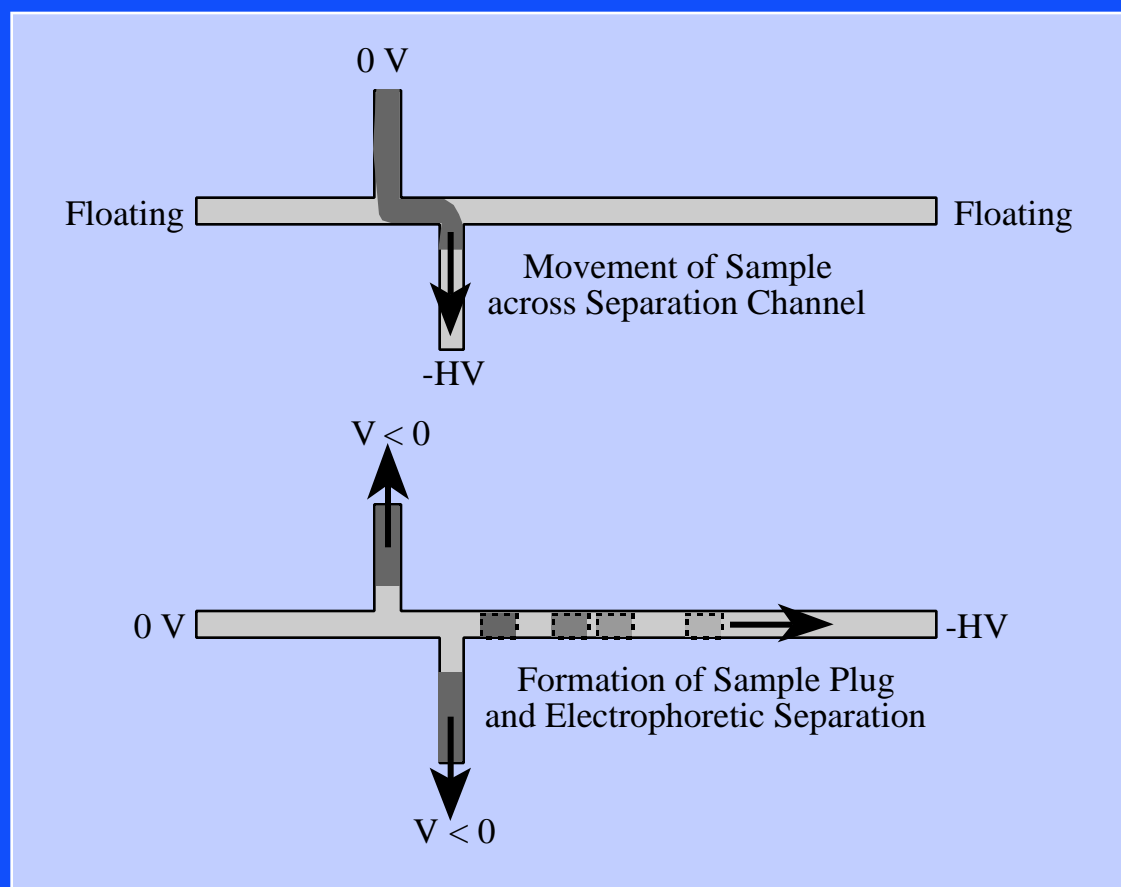 0 V
Floating
Floating
Movement of Sample
across Separation Channel
-HV
V < 0
0 V
-HV
Formation of Sample Plug
and Electrophoretic Separation
V < 0